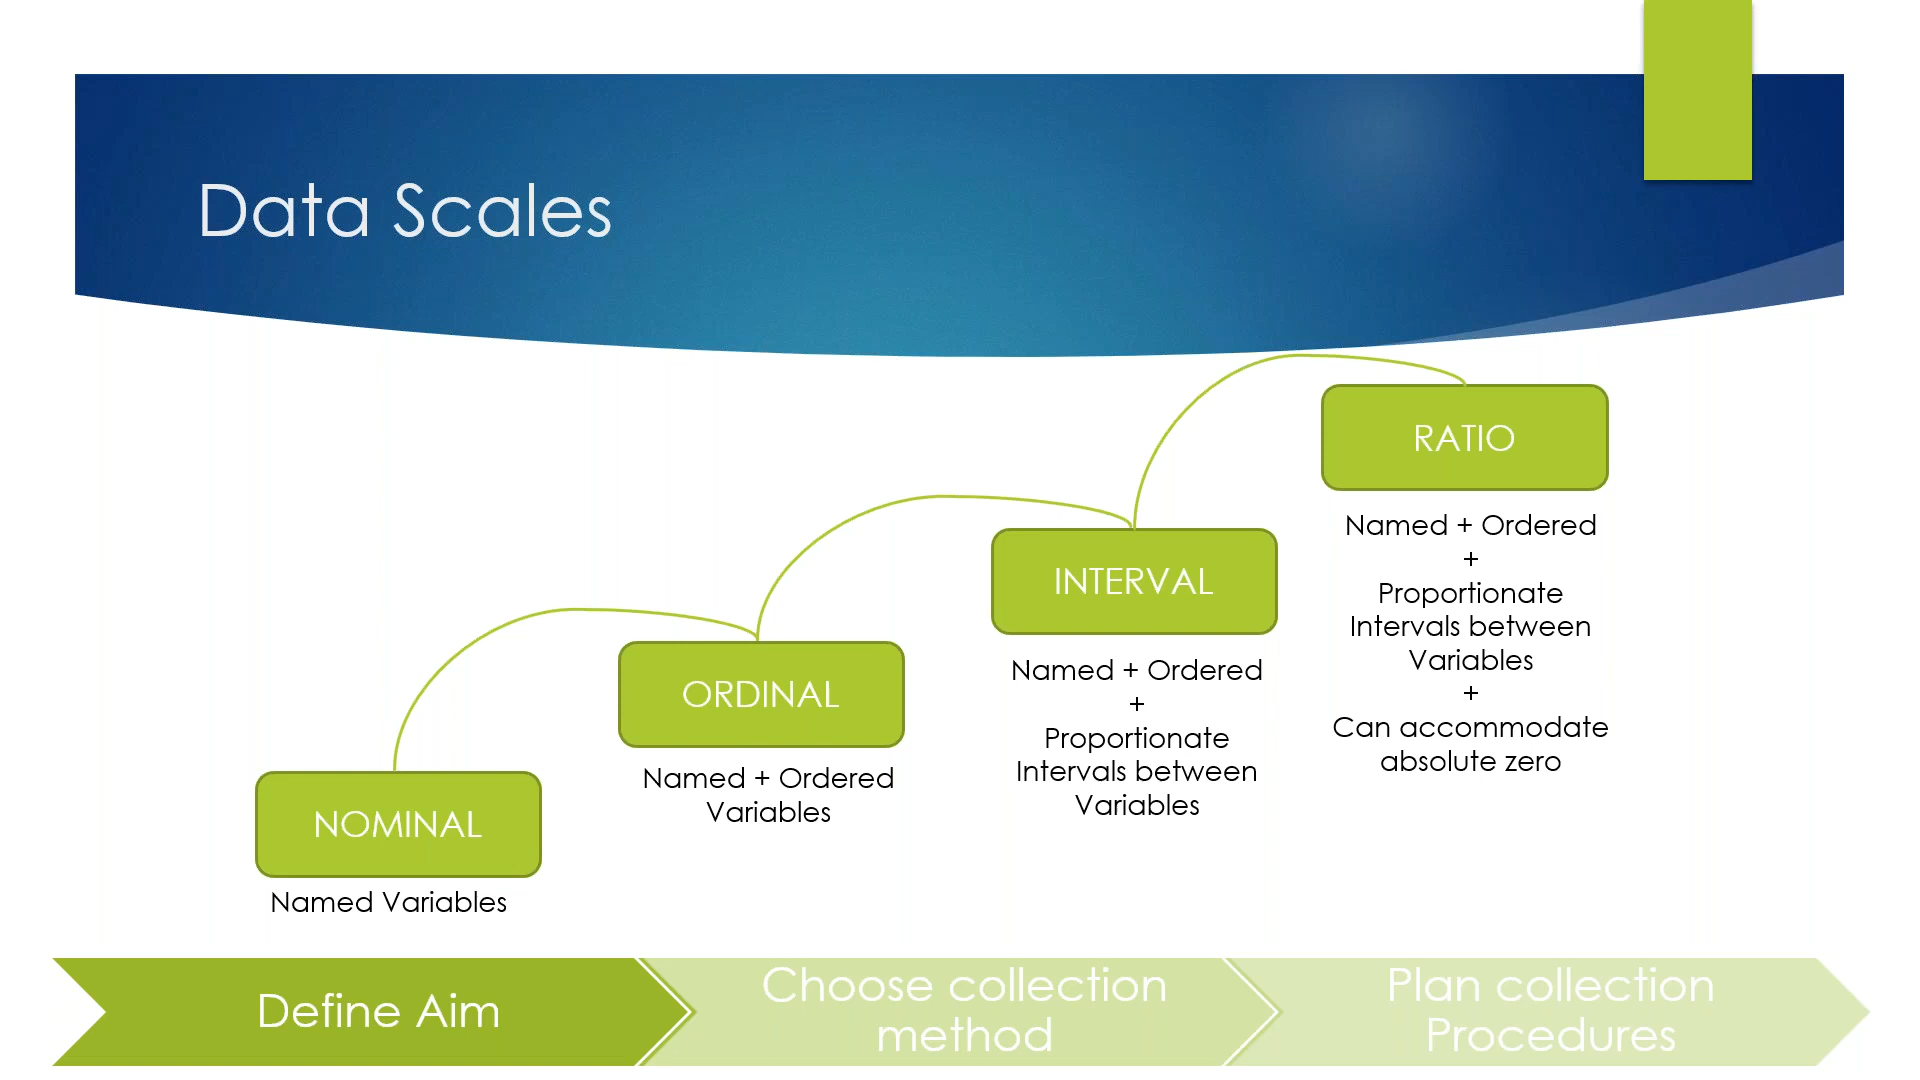 Data Scales
NOMINAL
Named Variables
ORDINAL
Named + Ordered
Variables
INTERVAL
Named + Ordered
+
Proportionate
Intervals between
Variables
RATIO
Named + Ordered
+
Proportionate
Intervals between
Variables
+
Can accommodate
absolute zero
Define Aim
Choose collection
method
Plan collection
Procedures